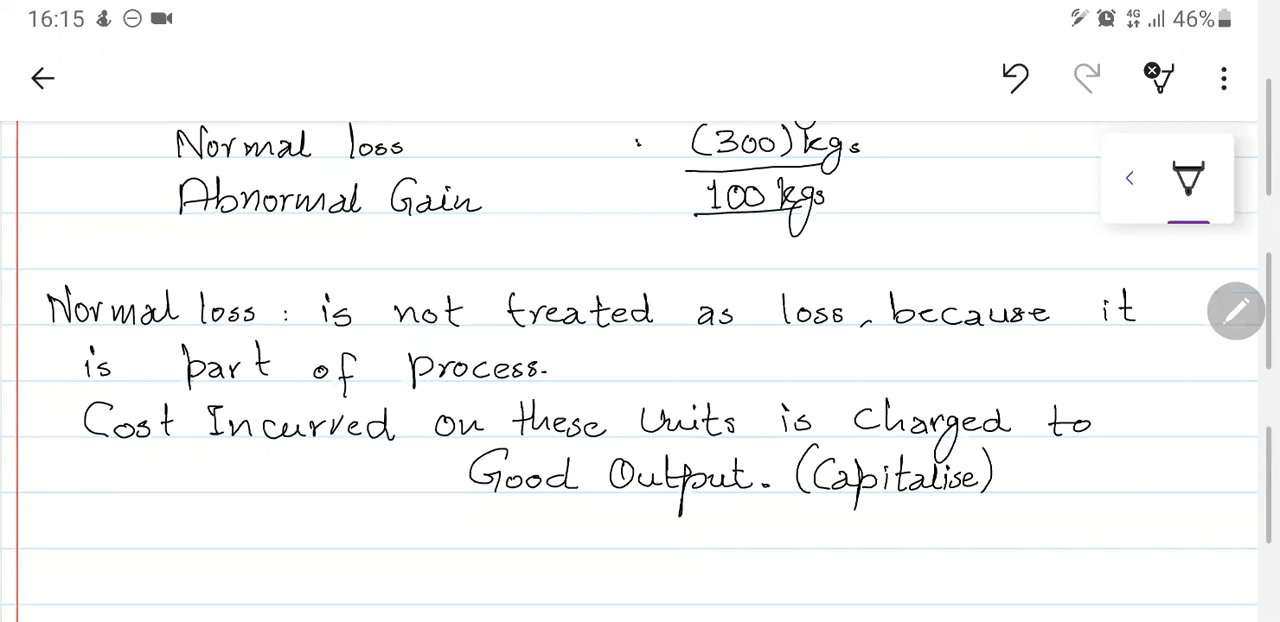 16:15 4G 46%
Normal loss : (300) kgs
Abnormal Gain 100 kgs
Normal loss : is not treated as loss, because it
is part of process.
Cost Incurred on these Units is charged to
Good Output. (Capitalise)